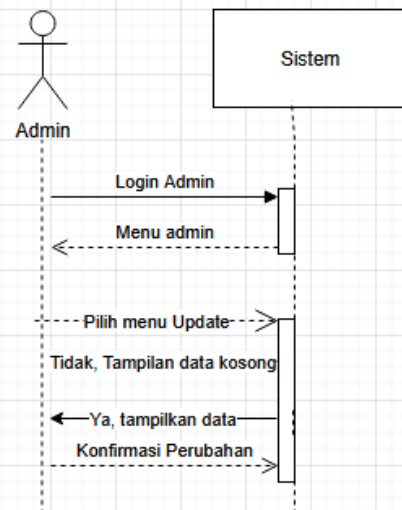 Sistem
Admin
Login Admin
Menu admin
Pilih menu Update
Tidak, Tampilan data kosong
Ya, tampilkan data
Konfirmasi Perubahan